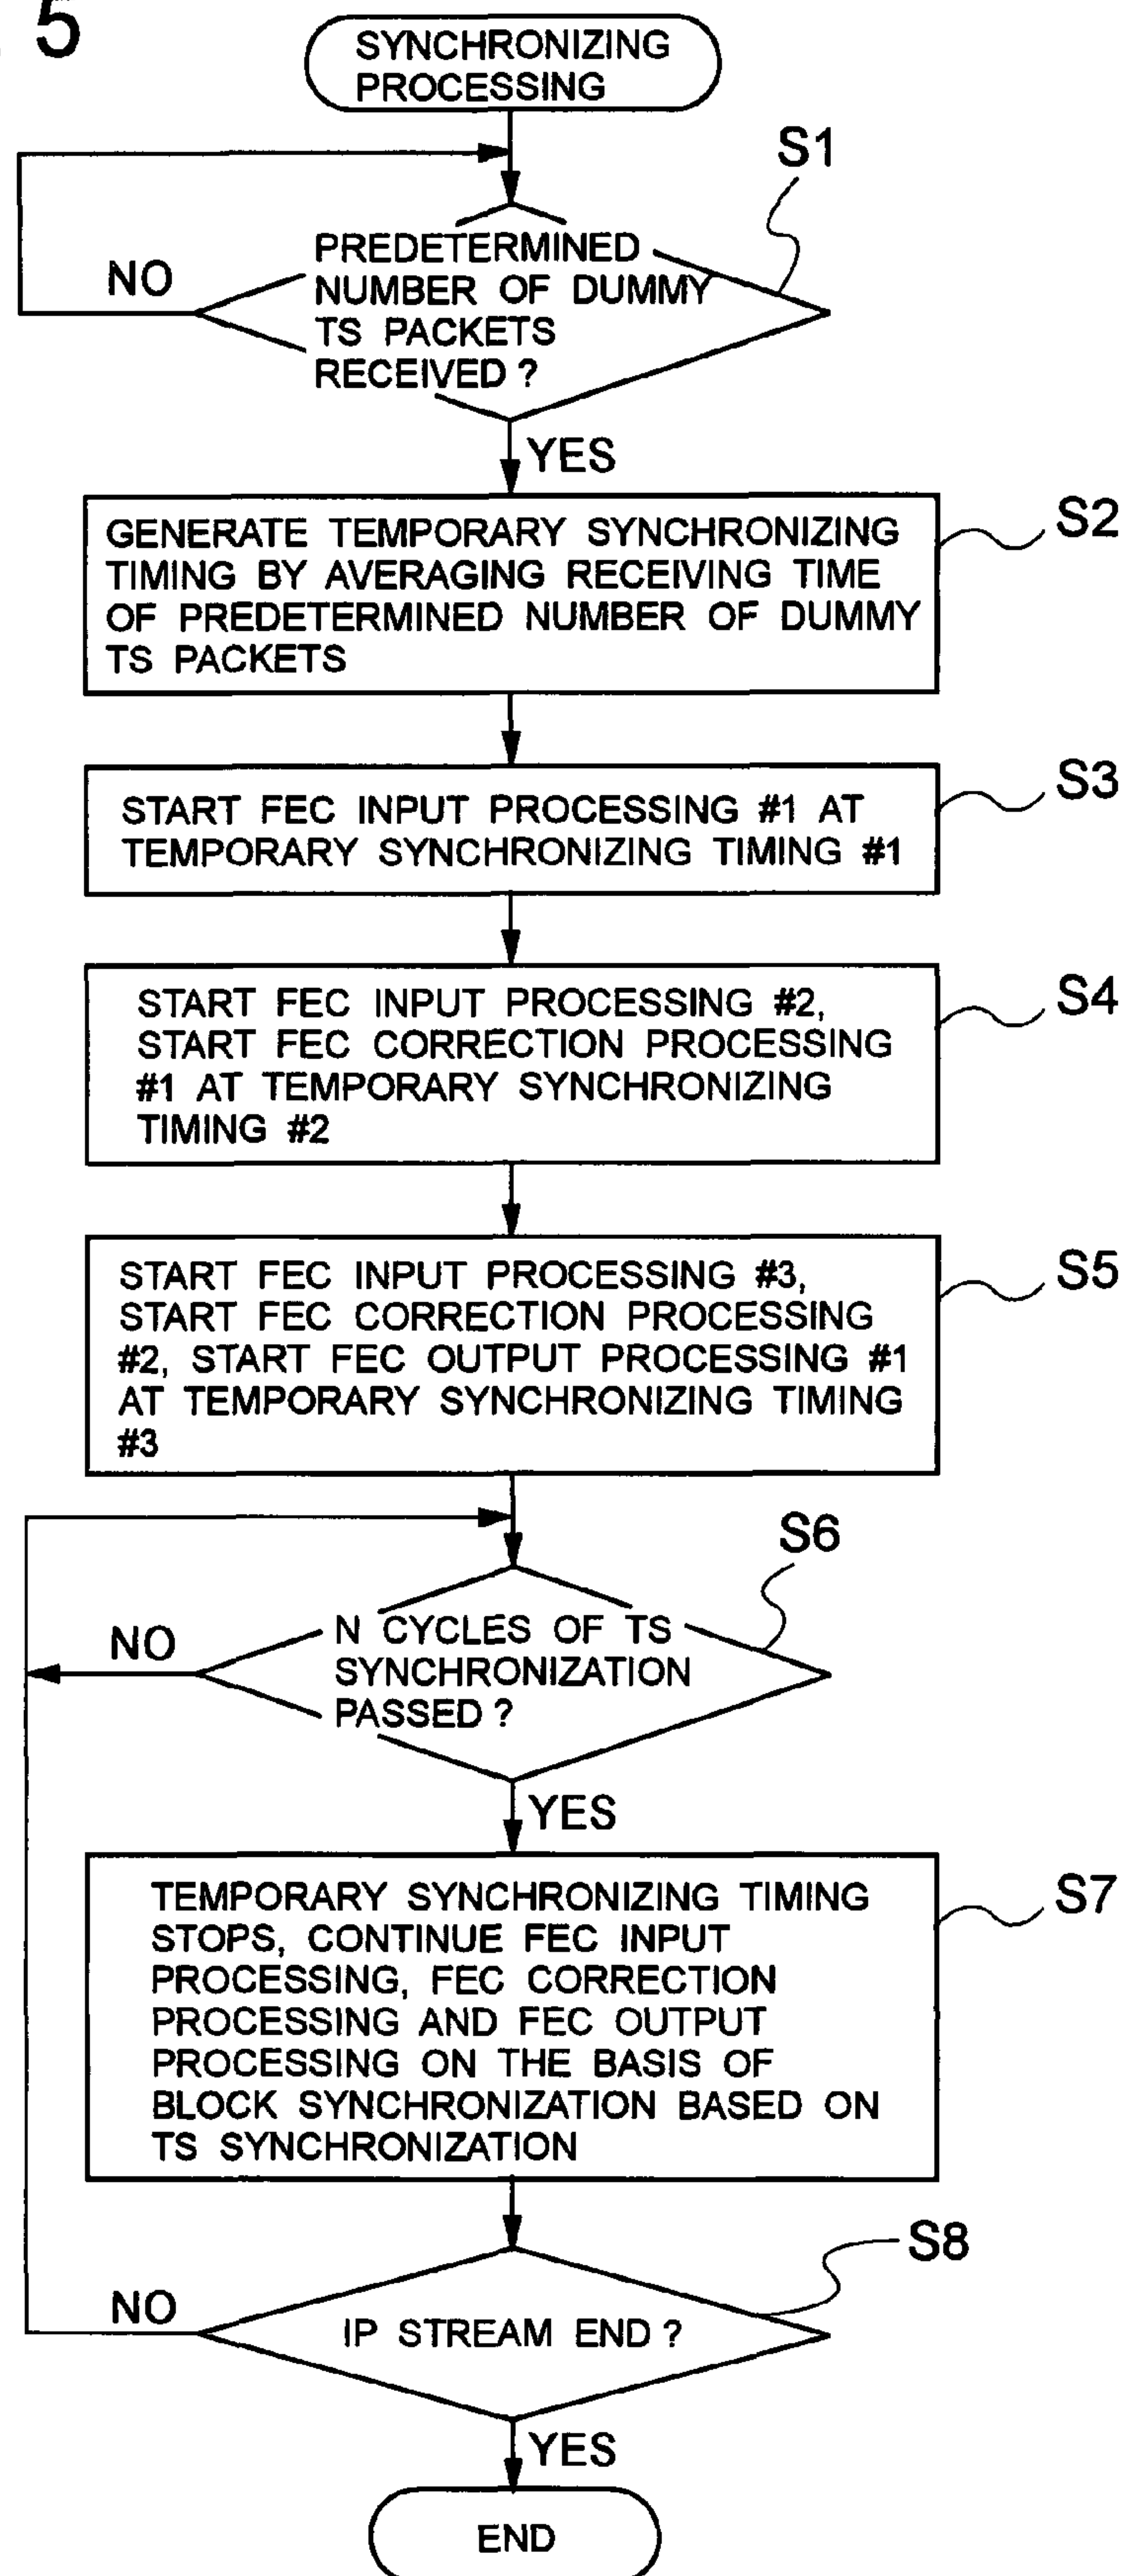 5
SYNCHRONIZING
PROCESSING
S1
PREDETERMINED
NUMBER OF DUMMY
TS PACKETS
RECEIVED ?
NO
YES
S2
GENERATE TEMPORARY SYNCHRONIZING
TIMING BY AVERAGING RECEIVING TIME
OF PREDETERMINED NUMBER OF DUMMY
TS PACKETS
S3
START FEC INPUT PROCESSING #1 AT
TEMPORARY SYNCHRONIZING TIMING #1
S4
START FEC INPUT PROCESSING #2,
START FEC CORRECTION PROCESSING
#1 AT TEMPORARY SYNCHRONIZING
TIMING #2
S5
START FEC INPUT PROCESSING #3,
START FEC CORRECTION PROCESSING
#2, START FEC OUTPUT PROCESSING #1
AT TEMPORARY SYNCHRONIZING TIMING
#3
S6
N CYCLES OF TS
SYNCHRONIZATION
PASSED ?
NO
YES
S7
TEMPORARY SYNCHRONIZING TIMING
STOPS, CONTINUE FEC INPUT
PROCESSING, FEC CORRECTION
PROCESSING AND FEC OUTPUT
PROCESSING ON THE BASIS OF
BLOCK SYNCHRONIZATION BASED ON
TS SYNCHRONIZATION
S8
IP STREAM END ?
NO
YES
END